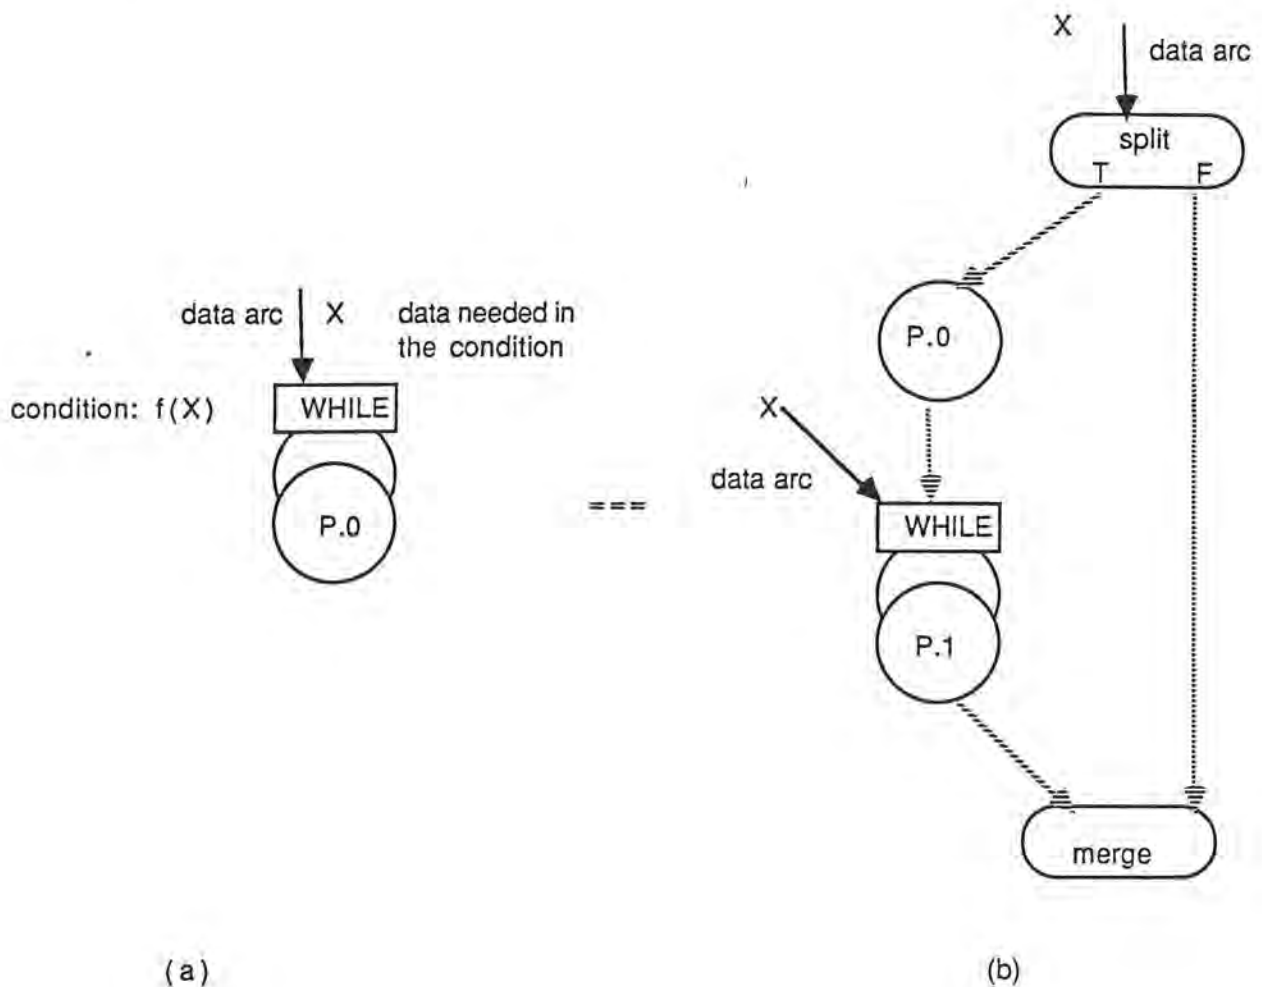 X
data arc
split
T F
P.0
data arc X data needed in
the condition
condition: f(X)
WHILE
P.0
===
X
data arc
WHILE
P.1
merge
(a)
(b)